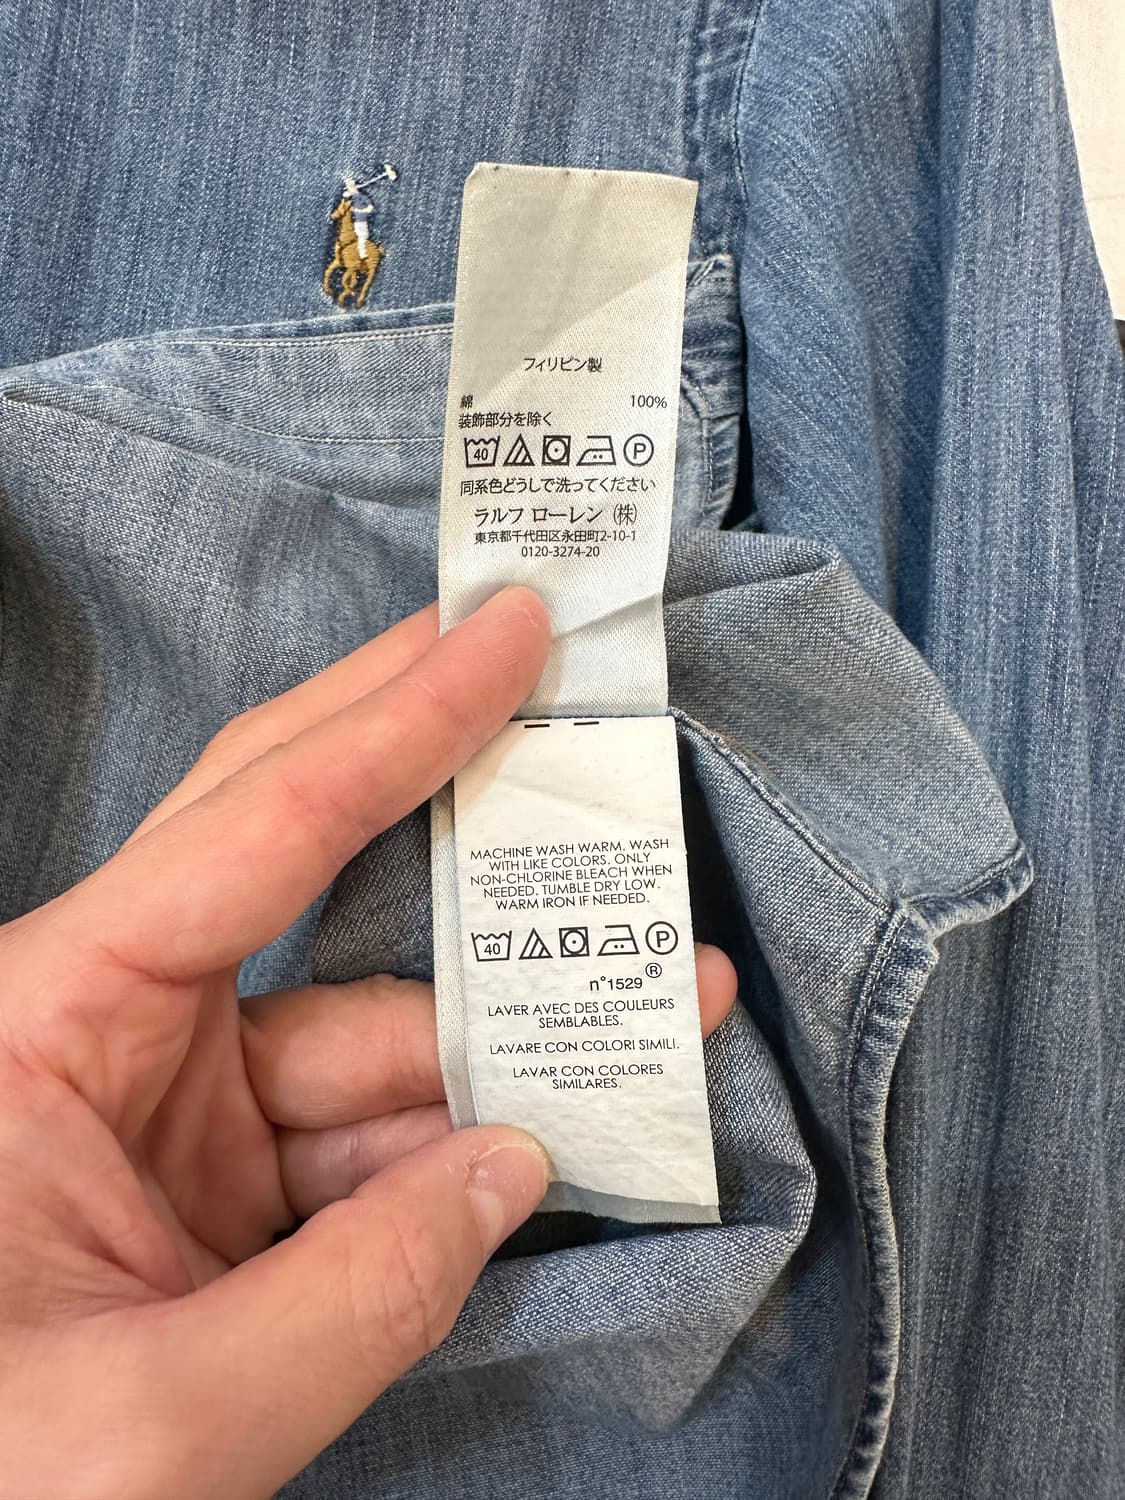 フィリピン製
綿 100%
装飾部分を除く
40 P
同系色どうしで洗ってください
ラルフ ローレン (株)
東京都千代田区永田町2-10-1
0120-3274-20
MACHINE WASH WARM. WASH
WITH LIKE COLORS. ONLY
NON-CHLORINE BLEACH WHEN
NEEDED. TUMBLE DRY LOW.
WARM IRON IF NEEDED.
40 P
n°1529 ®
LAVER AVEC DES COULEURS
SEMBLABLES.
LAVARE CON COLORI SIMILI.
LAVAR CON COLORES
SIMILARES.